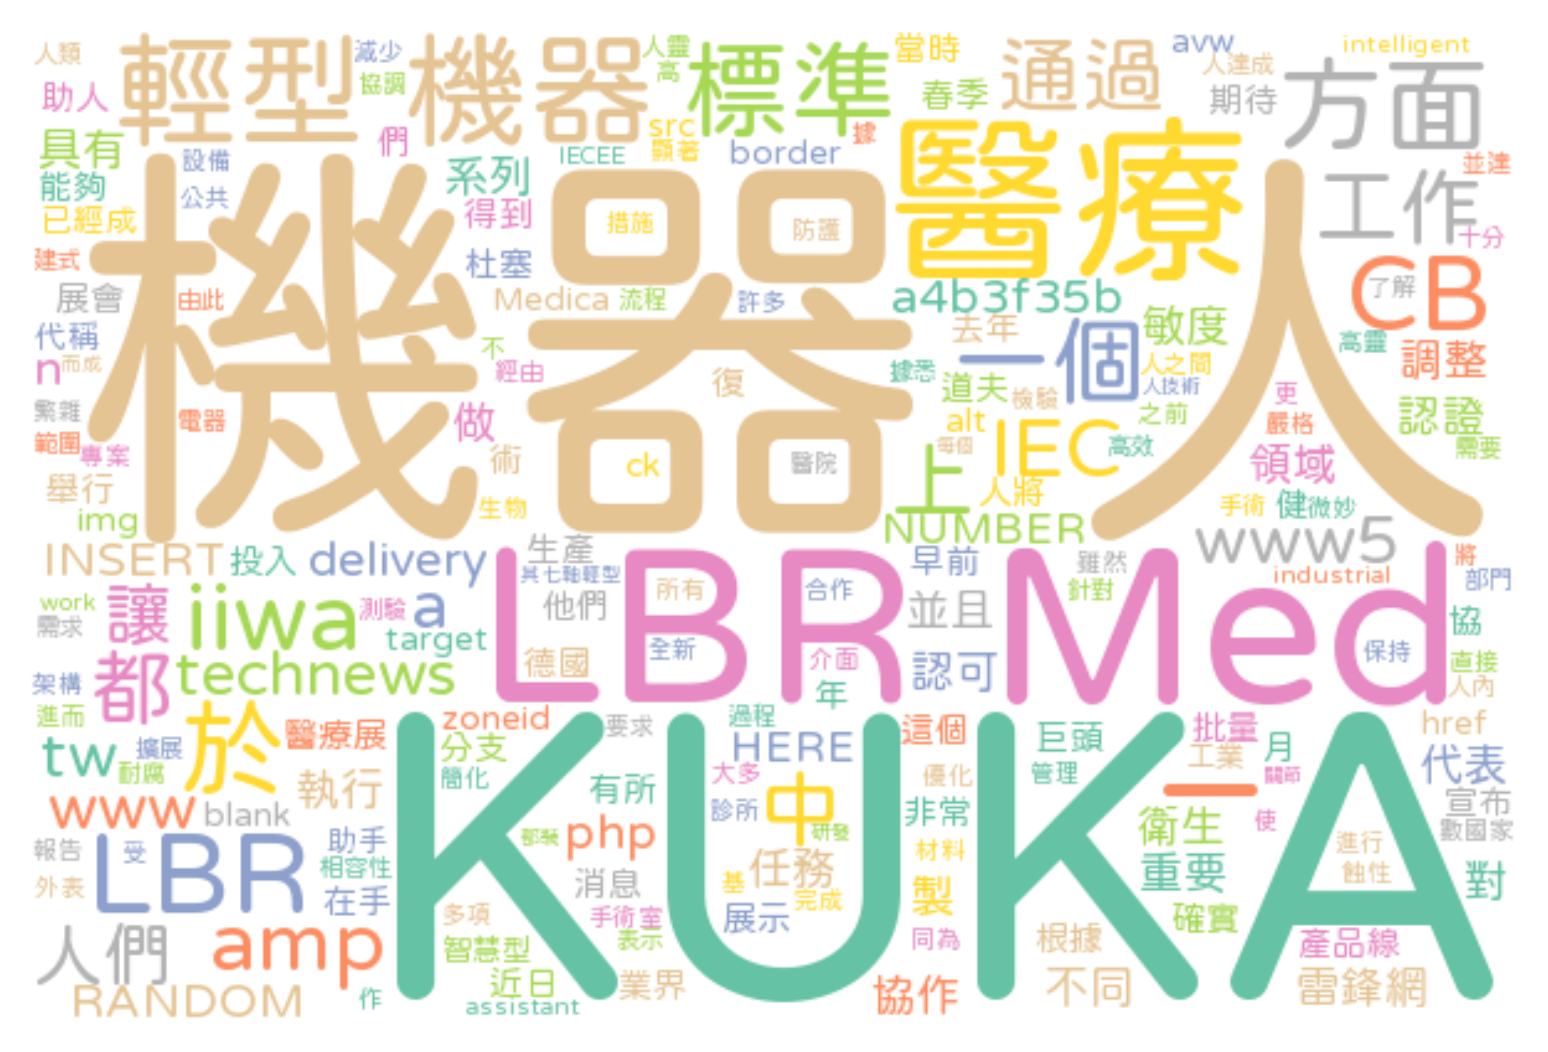 人類
輕型機器
減少
協調
人靈
高
標準
當時
通過
avw
人達成
intelligent
方面
助人
春季
期待
具有
設備
們
src
顯著
據
IECEE
border
醫療
並達
能夠
公共
系列
工作
已經成
得到
措施
防護
十分
機器人
建式
杜塞
CB
了解
展會
由此
Medica
流程
許多
a4b3f35b
去年
一個
敏度
代稱
高靈
不
n
而成
經由
據悉
人之間
調整
復
道夫
檢驗
人技術
更
繁雜
電器
做
alt
之前
嚴格
認證
範圍
專案
術
ck
醫院
每個
上
IEC
高效
領域
需要
舉行
生物
人將
手術
健
微妙
img
NUMBER
www5
INSERT
投入
delivery
生產
早前
雖然
將
其七軸輕型
industrial
部門
LBR
Med
work
需求
讓
iiwa
測驗
a
他們
所有
合作
並且
針對
協
target
technews
德國
全新
介面
認可
保持
直接
架構
都
人內
進而
年
於
醫療展
zoneid
要求
過程
這個
巨頭
批量
月
href
tw
擴展
耐腐
分支
HERE
工業
代表
簡化
大多
優化
管理
一
關節
執行
有所
宣布
www
blank
診所
中
非常
使
數國家
助手
php
研發
衛生
報告
LBR
受
都裝
KUKA
任務
材料
進行
相容性
消息
重要
蝕性
外表
基
製
對
在手
完成
多項
手術室
展示
確實
人們
amp
智慧型
表示
同為
根據
產品線
RANDOM
作
近日
業界
協作
不同
雷鋒網
assistant